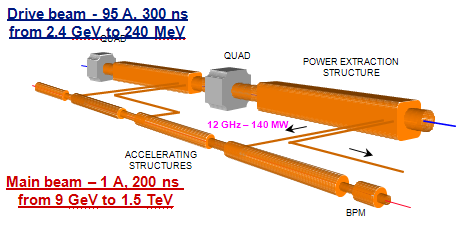 Drive beam - 95 A, 300 ns
from 2.4 GeV to 240 MeV
QUAD
QUAD
POWER EXTRACTION
STRUCTURE
12 GHz – 140 MW
ACCELERATING
STRUCTURES
Main beam – 1 A, 200 ns
from 9 GeV to 1.5 TeV
BPM